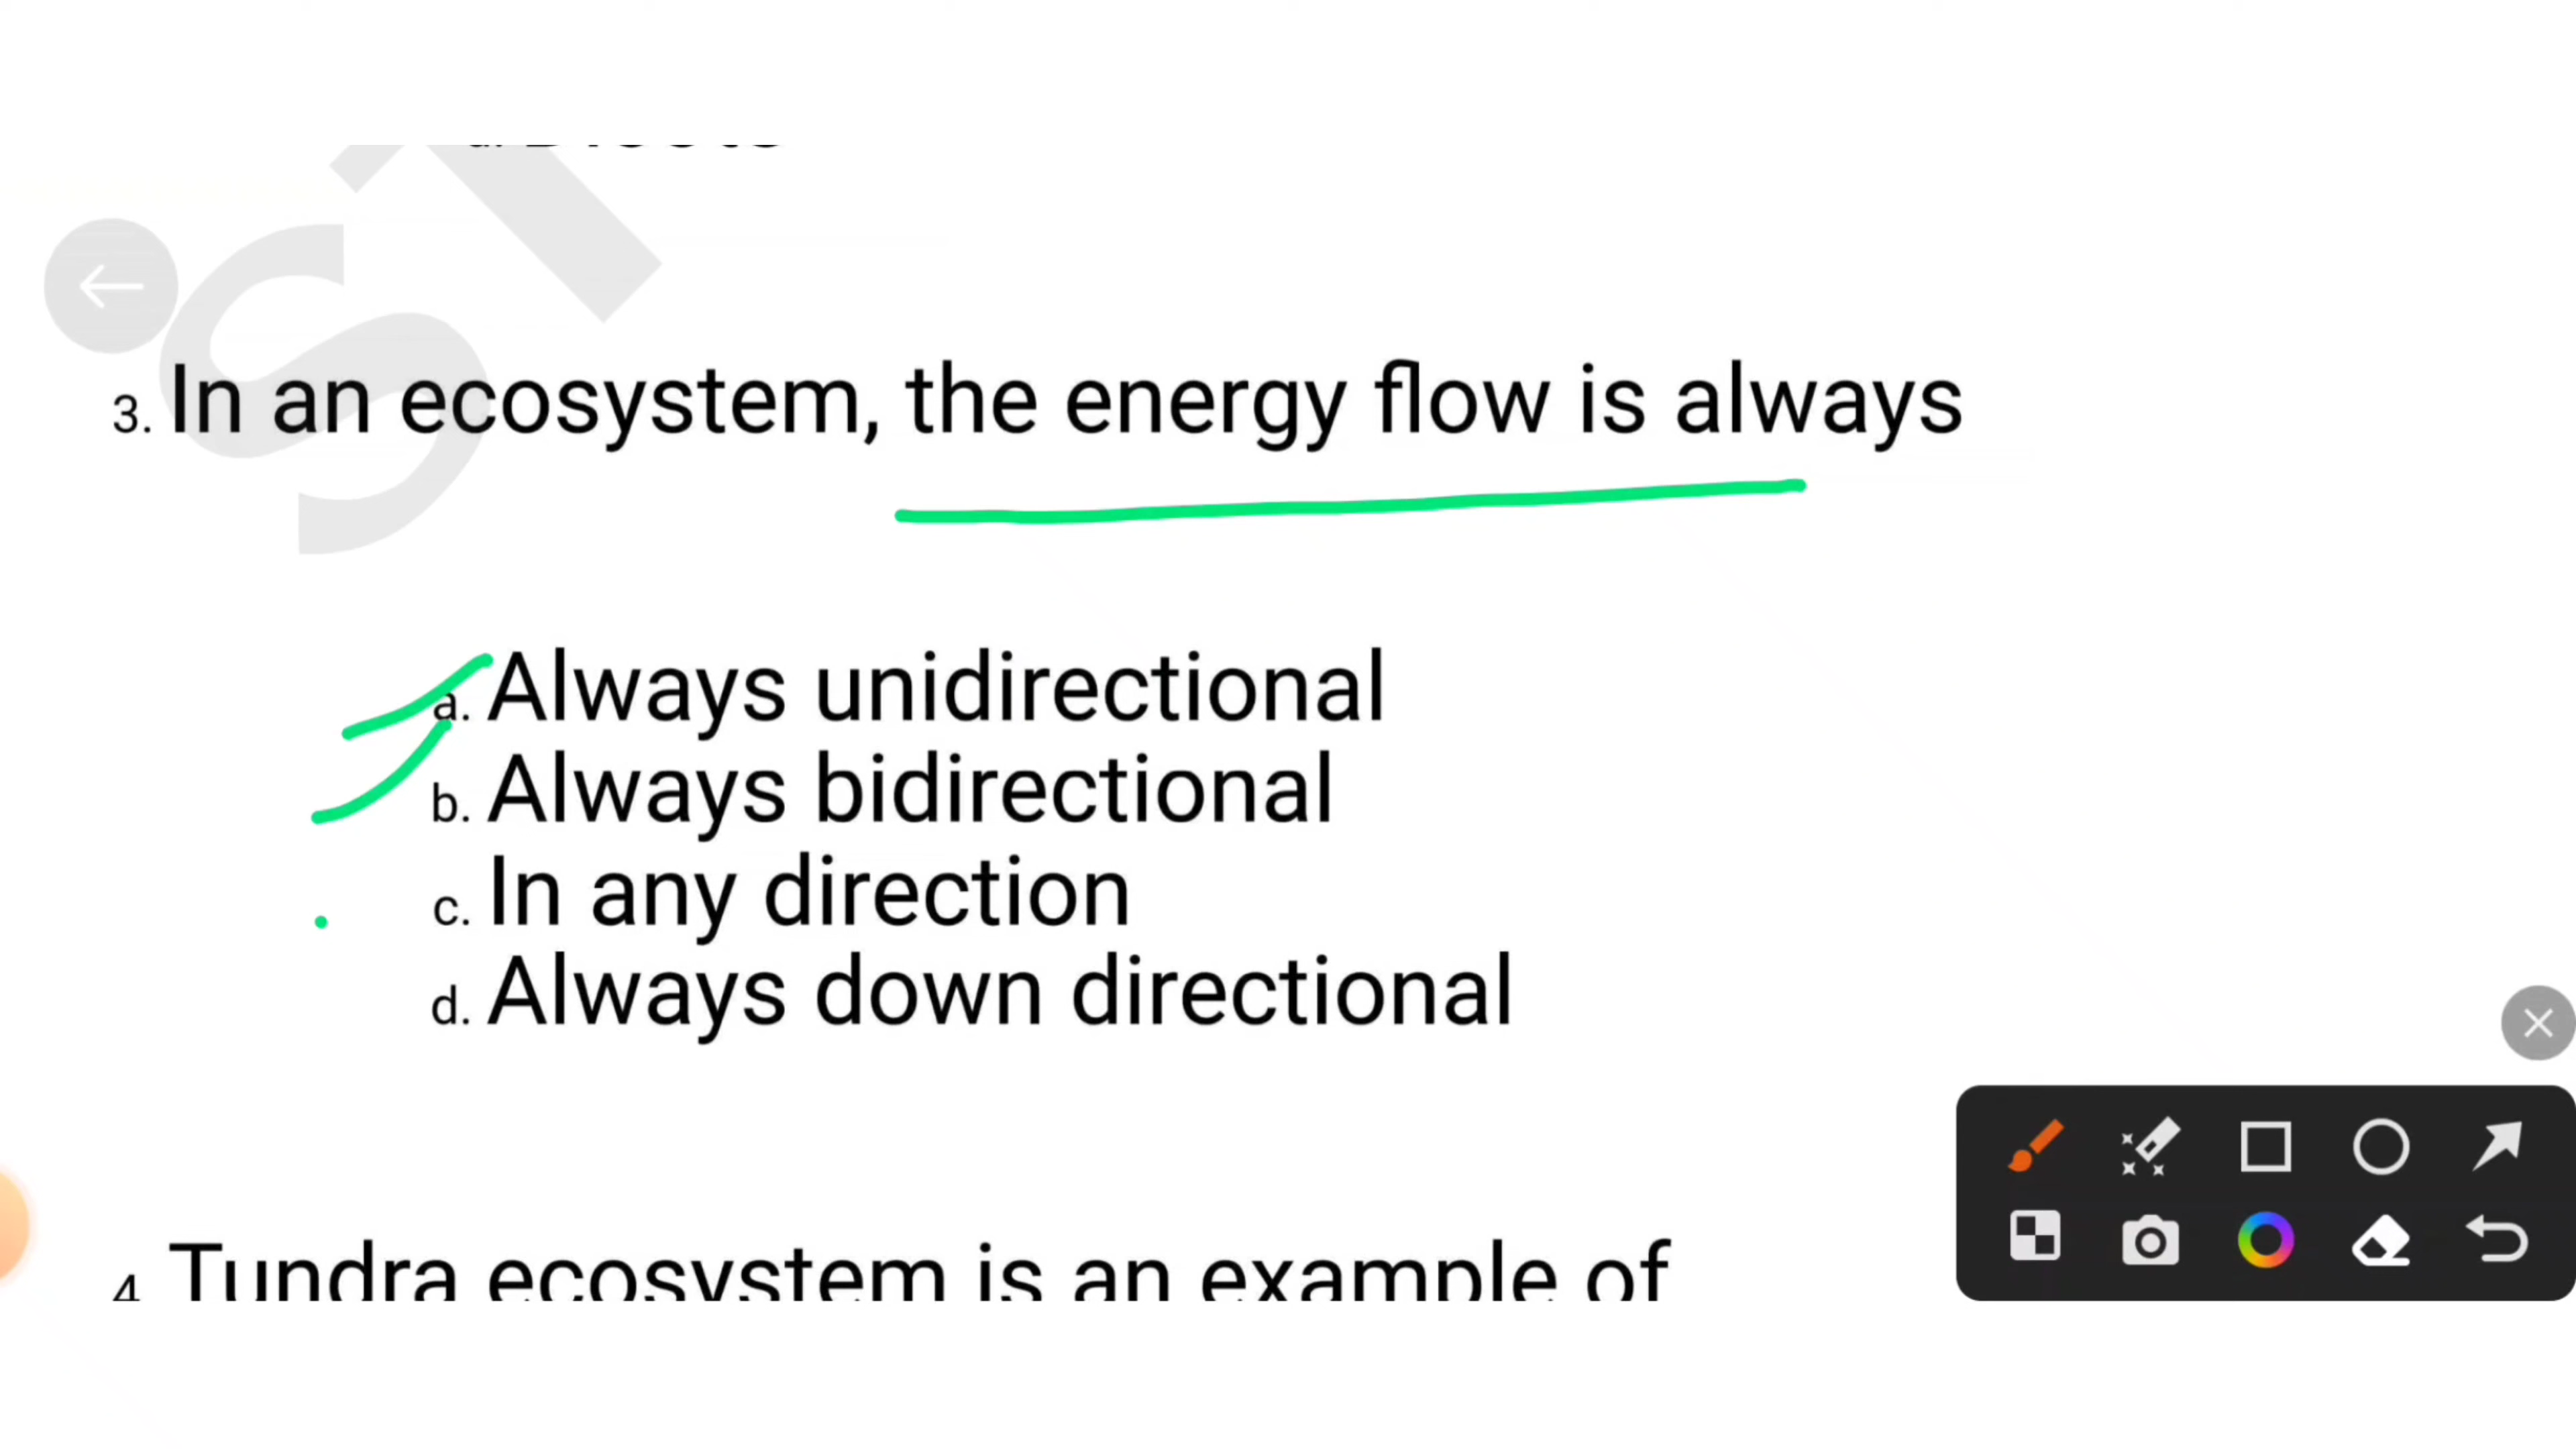 3. In an ecosystem, the energy flow is always
a. Always unidirectional
b. Always bidirectional
c. In any direction
d. Always down directional
4 Tundra ecosystem is an example of